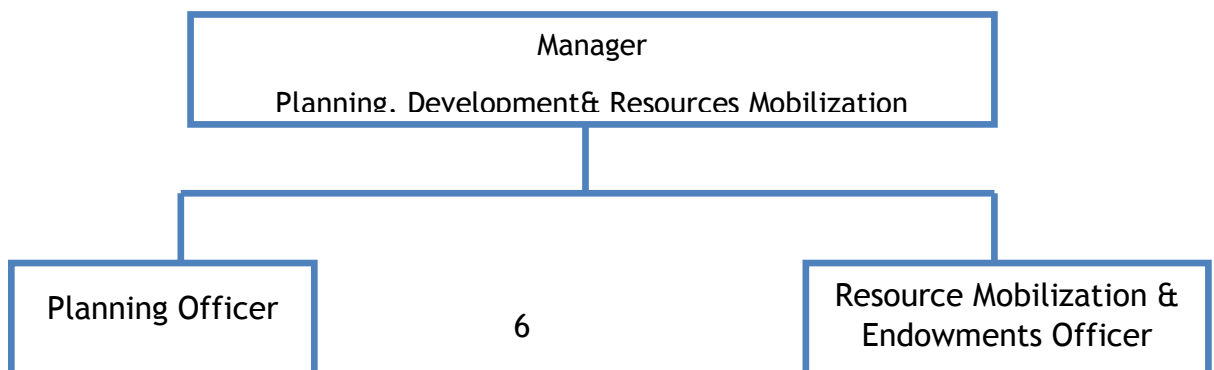 Manager
Planning, Development& Resources Mobilization
Planning Officer
6
Resource Mobilization &
Endowments Officer